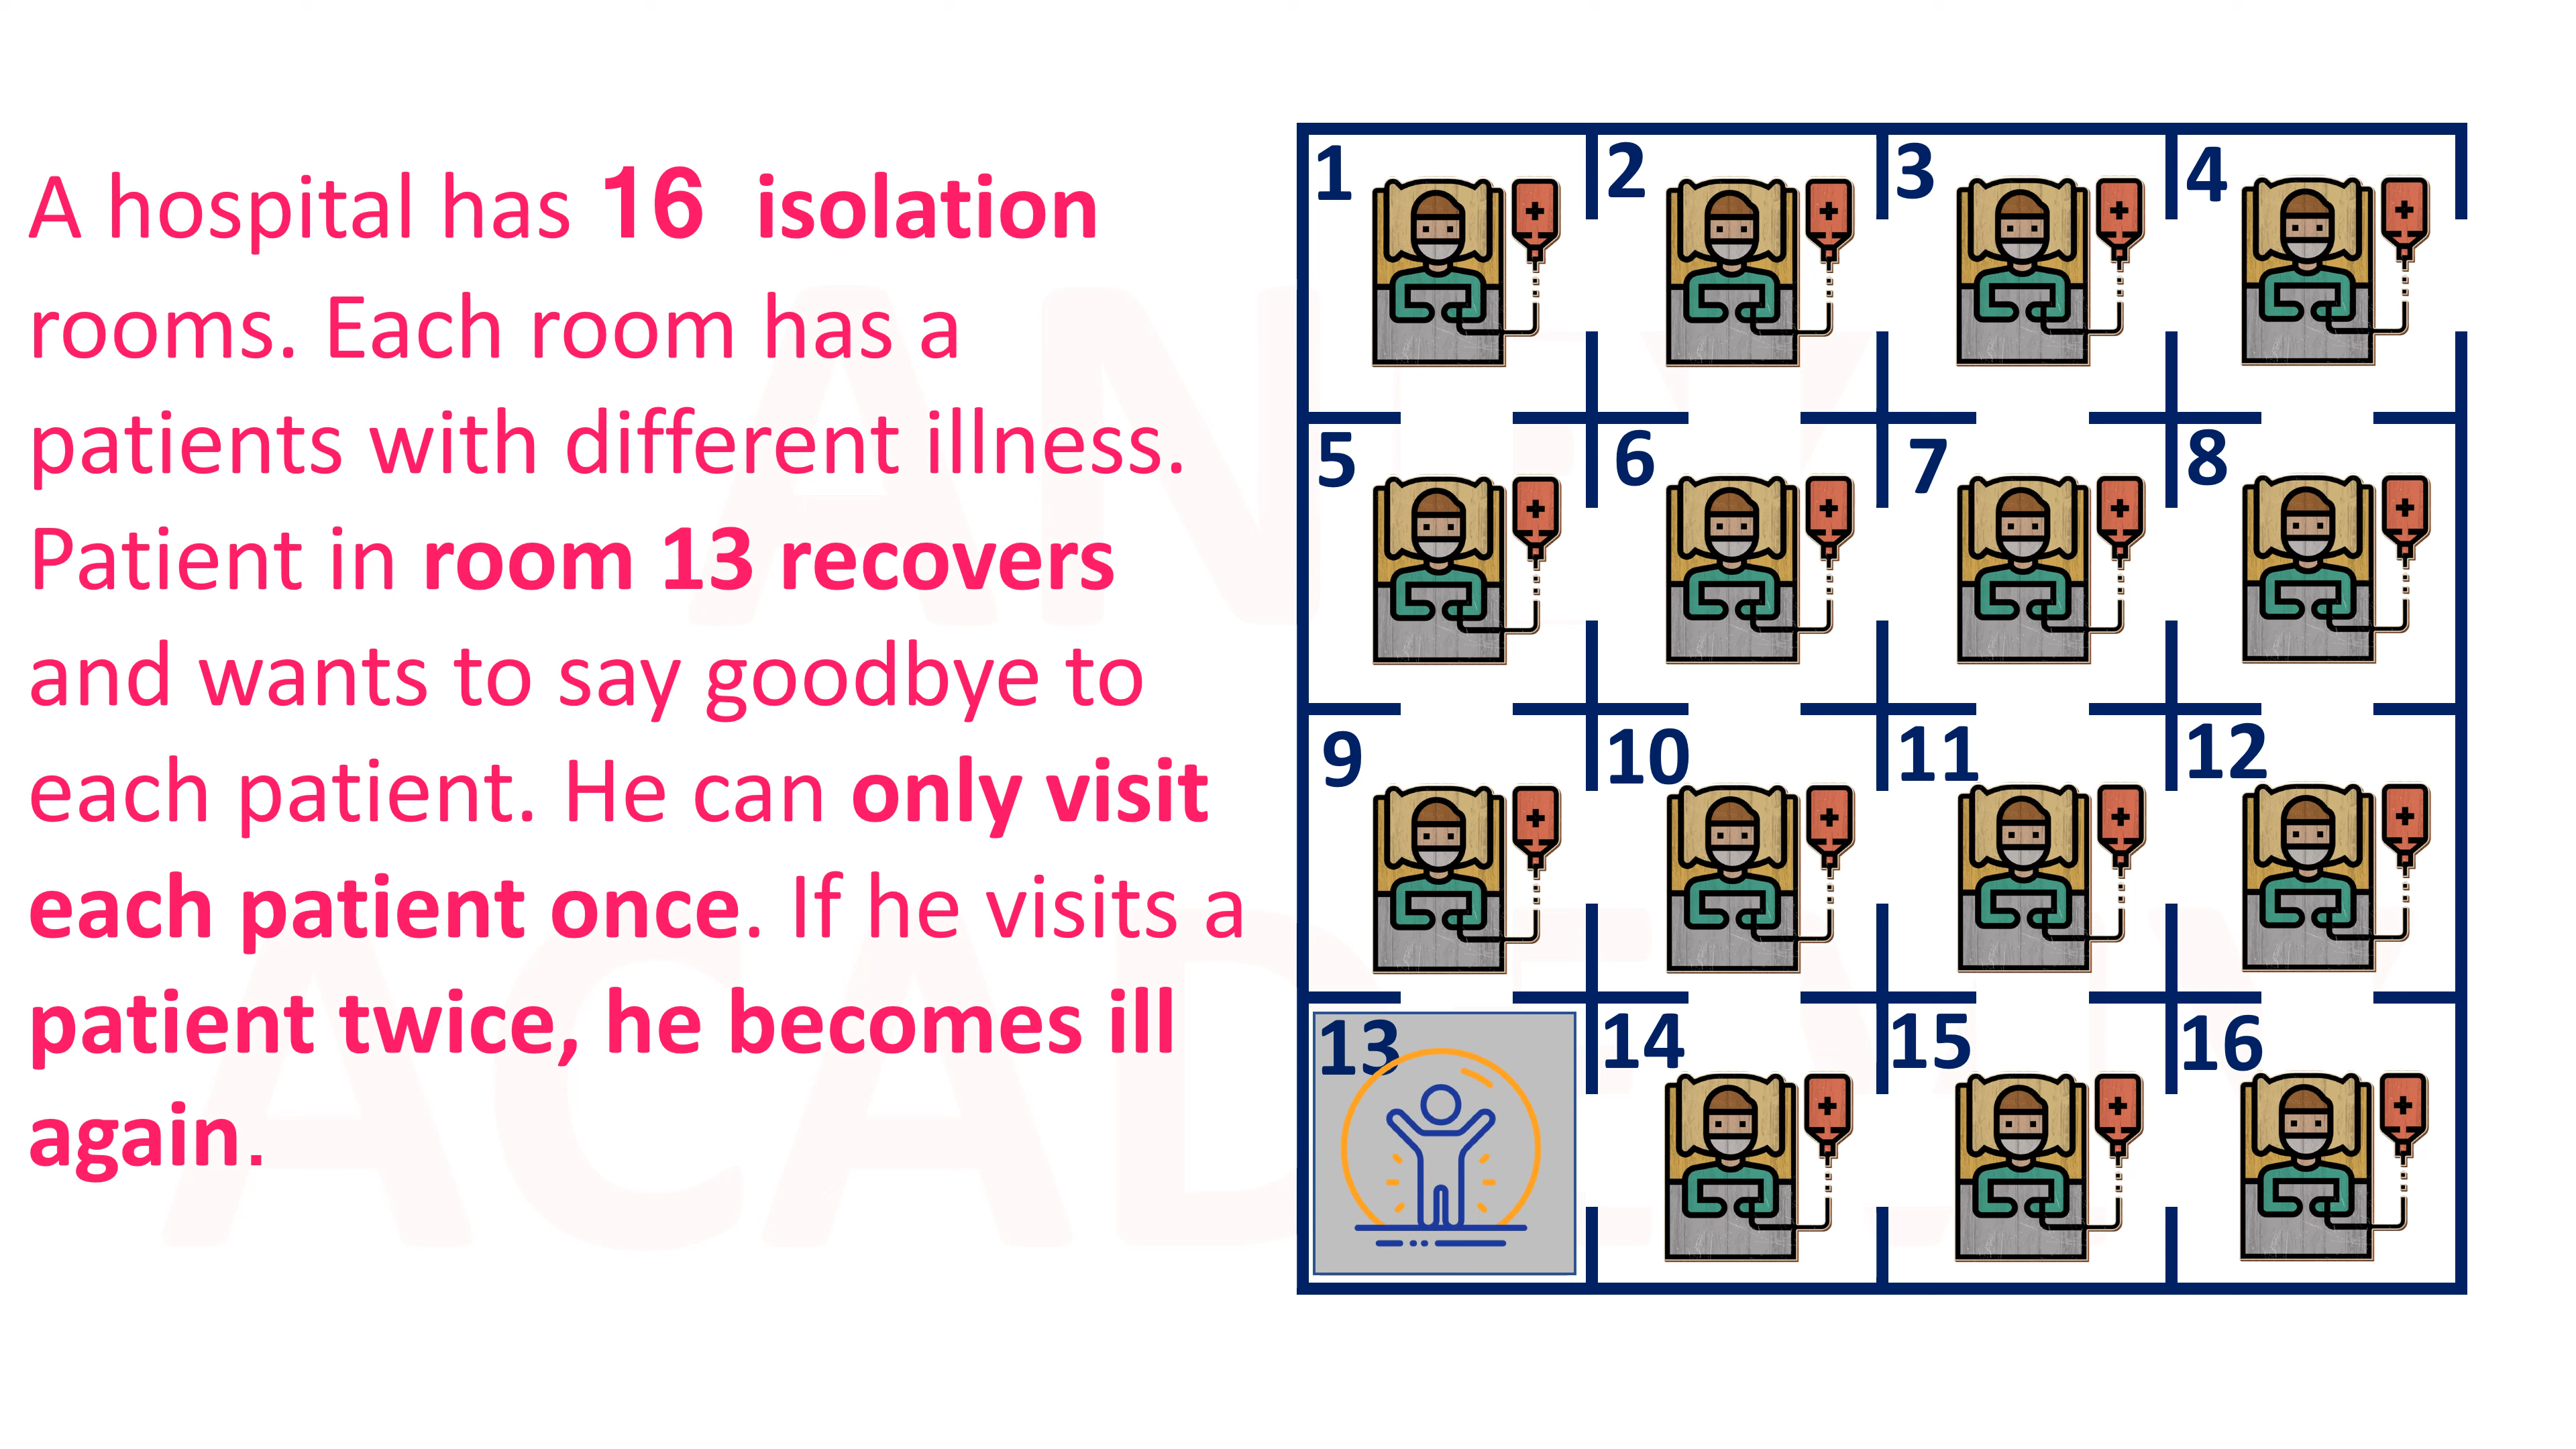 A hospital has 16 isolation
rooms. Each room has a
patients with different illness.
Patient in room 13 recovers
and wants to say goodbye to
each patient. He can only visit
each patient once. If he visits a
patient twice, he becomes ill
again.
1 2 3 4
5 6 7 8
9 10 11 12
13 14 15 16